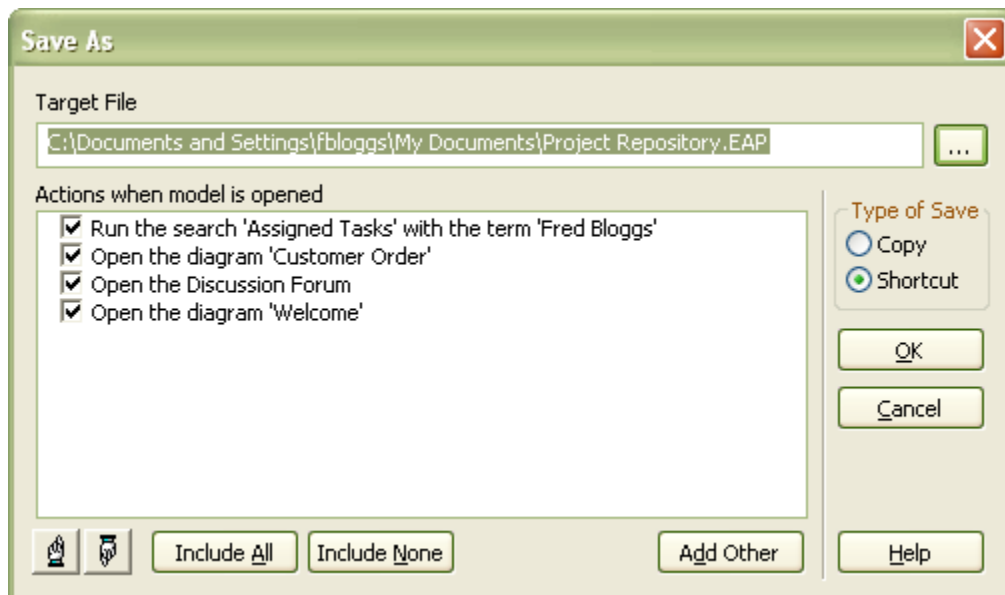 Save As
Target File
C:\Documents and Settings\fbloggs\My Documents\Project Repository.EAP
...
Actions when model is opened
Run the search 'Assigned Tasks' with the term 'Fred Bloggs'
Open the diagram 'Customer Order'
Open the Discussion Forum
Open the diagram 'Welcome'
Type of Save
Copy
Shortcut
OK
Cancel
Include All
Include None
Add Other
Help